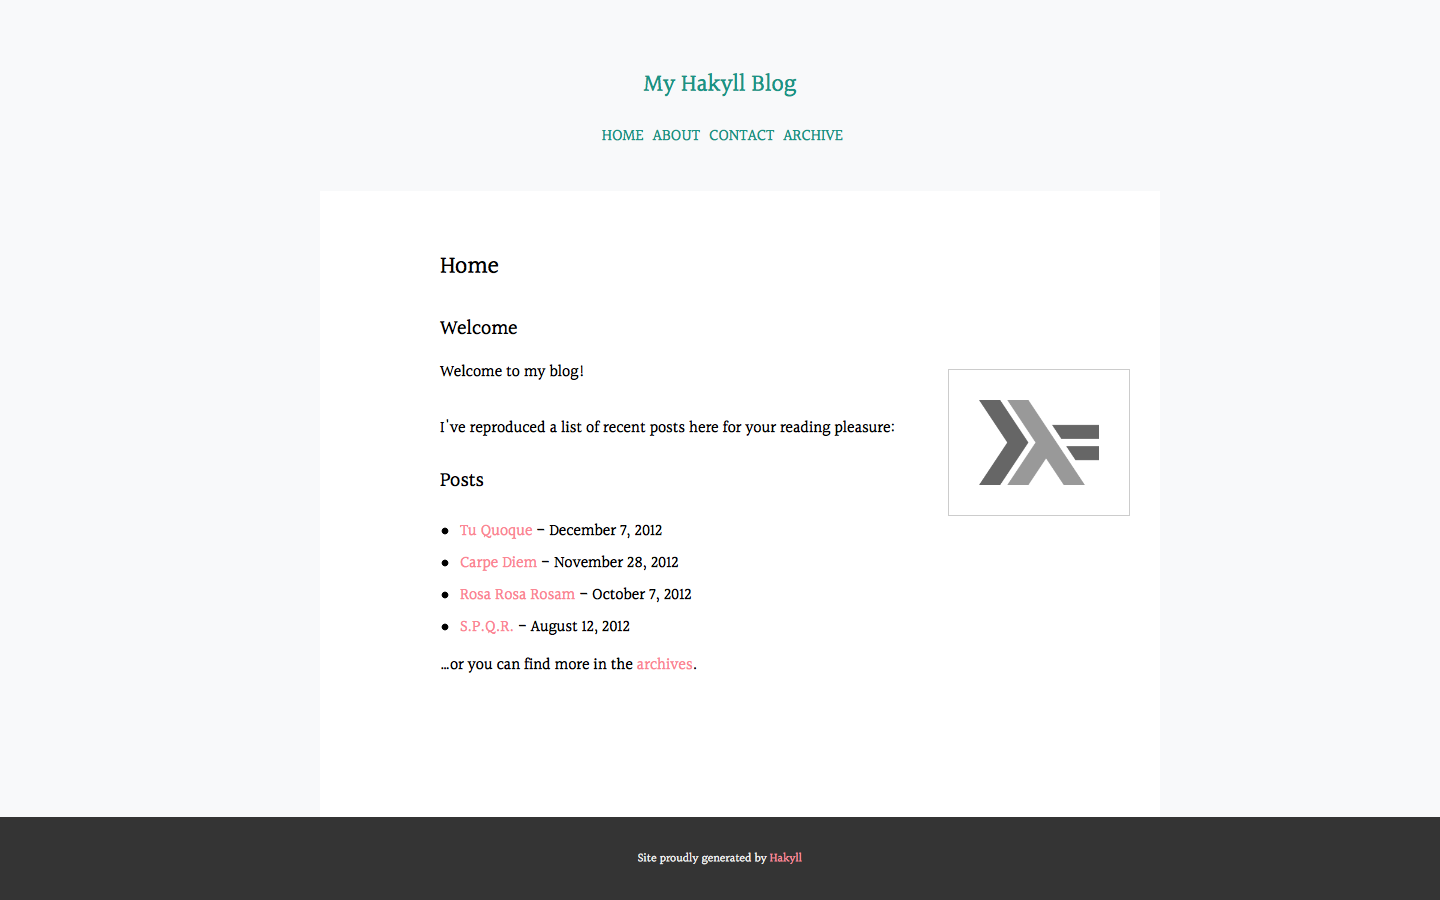 My Hakyll Blog
HOME ABOUT CONTACT ARCHIVE
Home
Welcome
Welcome to my blog!
I've reproduced a list of recent posts here for your reading pleasure:
Posts
Tu Quoque - December 7, 2012
Carpe Diem - November 28, 2012
Rosa Rosa Rosam - October 7, 2012
S.P.Q.R. - August 12, 2012
…or you can find more in the archives.
Site proudly generated by Hakyll